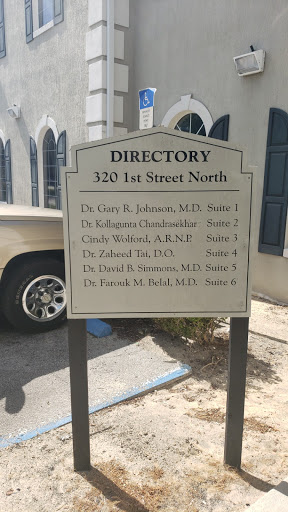 DIRECTORY
320 1st Street North
Dr. Gary R. Johnson, M.D. Suite 1
Dr. Kollagunta Chandrasekhar Suite 2
Cindy Wolford, A.R.N.P. Suite 3
Dr. Zaheed Tai, D.O. Suite 4
Dr. David B. Simmons, M.D. Suite 5
Dr. Farouk M. Belal, M.D. Suite 6